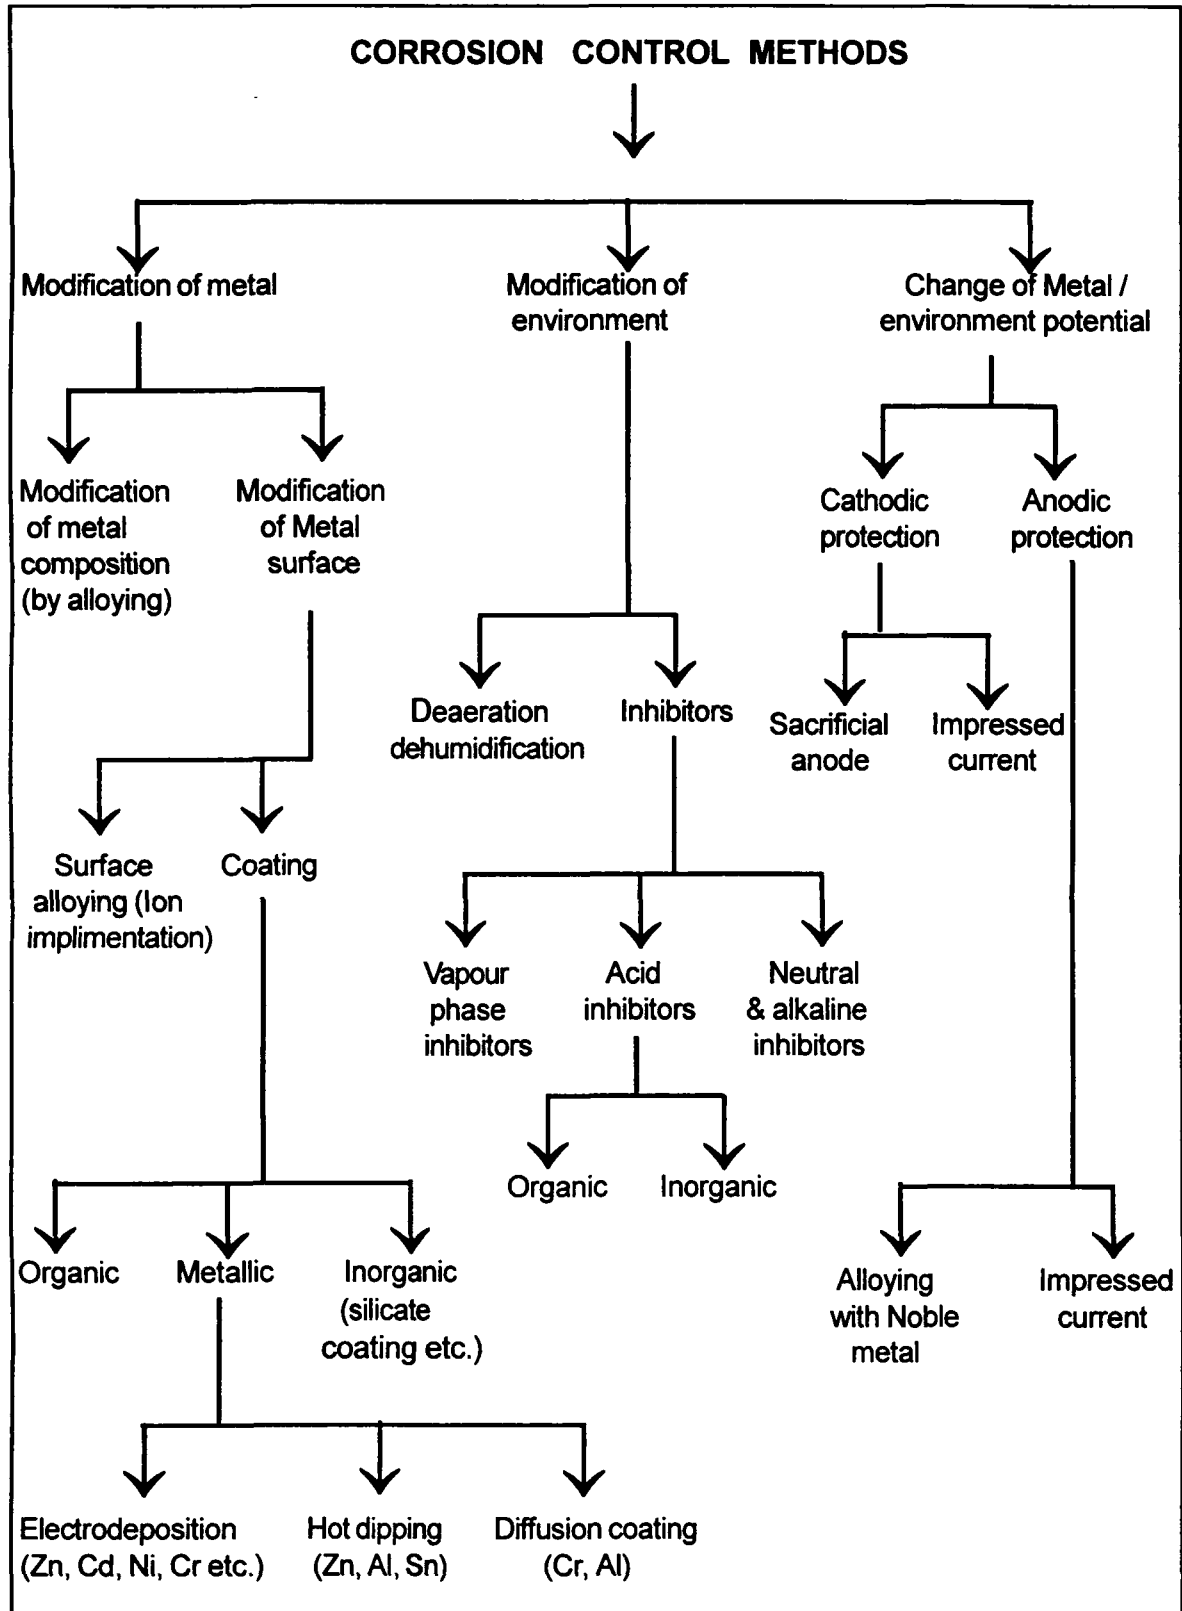 CORROSION CONTROL METHODS
Modification of metal
Modification of
environment
Change of Metal /
environment potential
Modification
of metal
composition
(by alloying)
Modification
of Metal
surface
Cathodic
protection
Anodic
protection
Deaeration
dehumidification
Inhibitors
Sacrificial
anode
Impressed
current
Surface
alloying (Ion
implimentation)
Coating
Vapour
phase
inhibitors
Acid
inhibitors
Neutral
& alkaline
inhibitors
Organic
Inorganic
Organic
Metallic
Inorganic
(silicate
coating etc.)
Alloying
with Noble
metal
Impressed
current
Electrodeposition
(Zn, Cd, Ni, Cr etc.)
Hot dipping
(Zn, Al, Sn)
Diffusion coating
(Cr, Al)